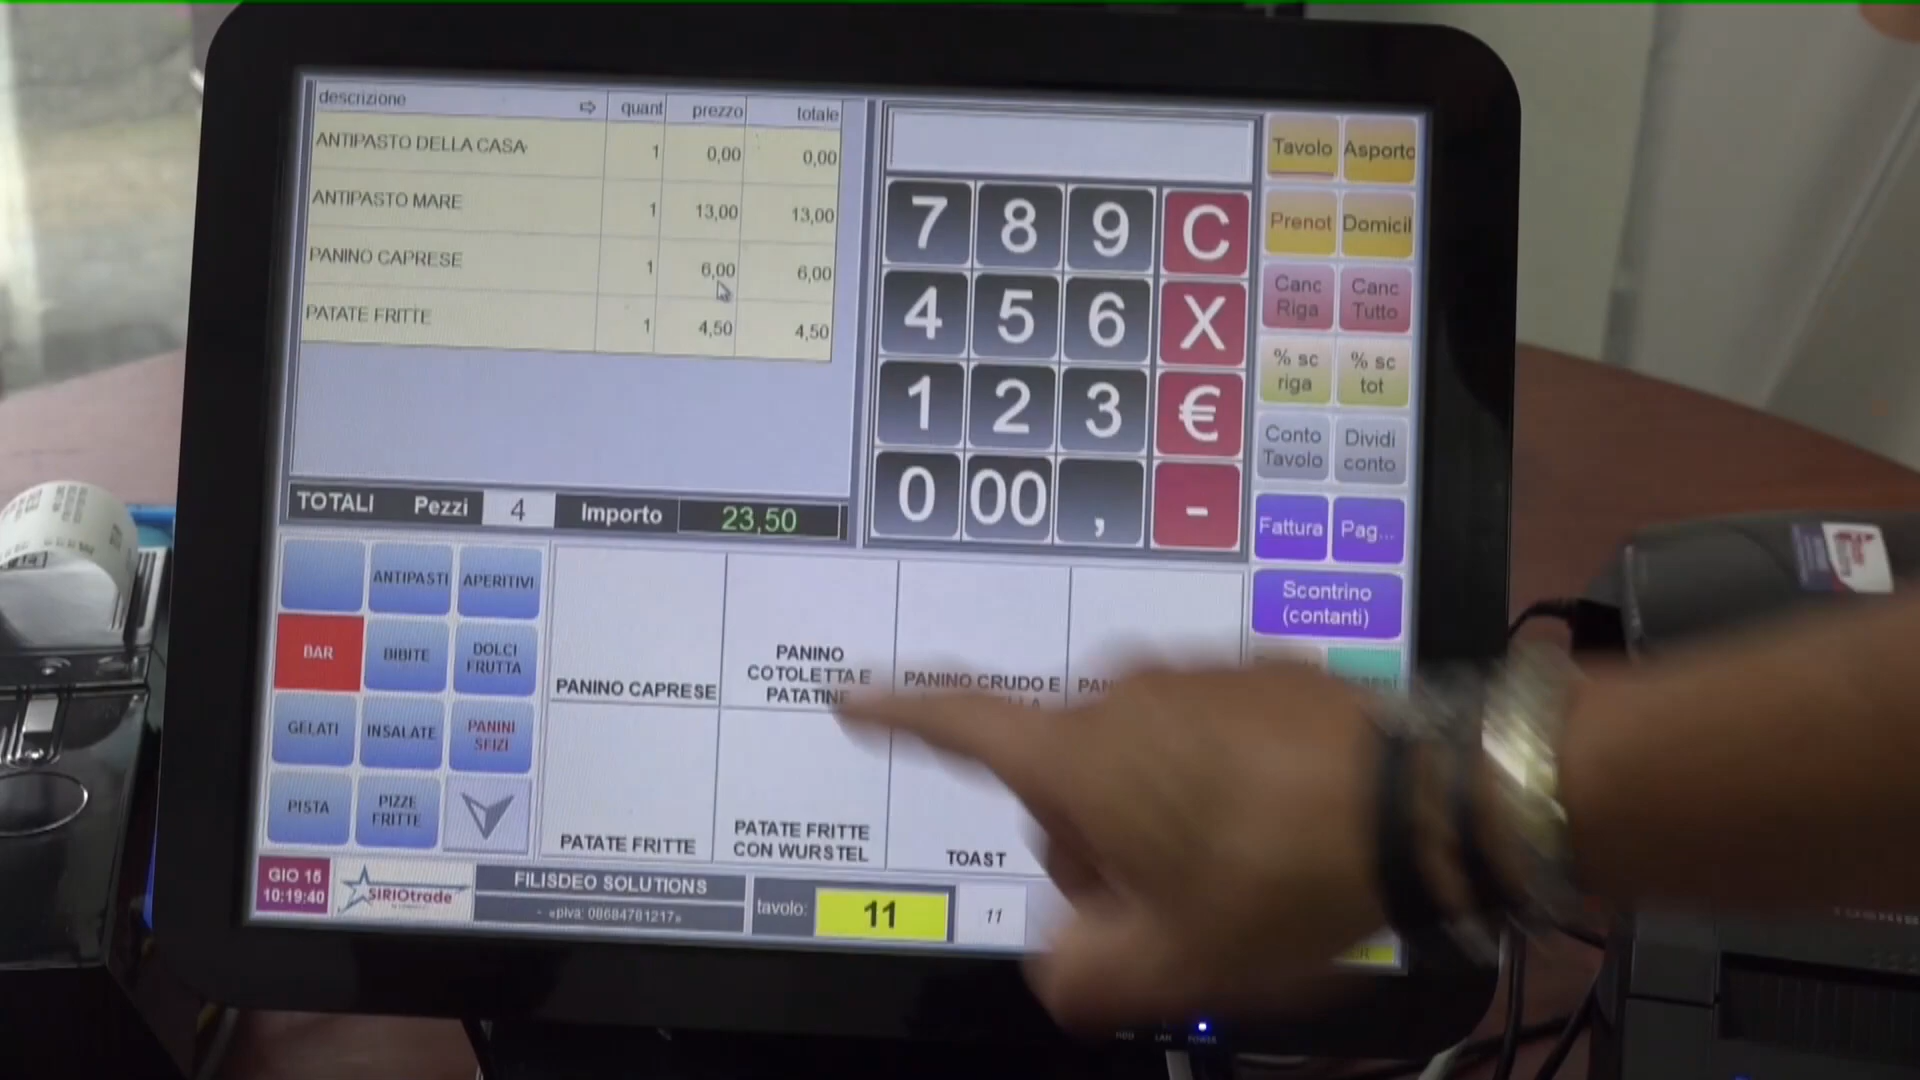 descrizione ⇨ quant prezzo totale
ANTIPASTO DELLA CASA 1 0,00 0,00
ANTIPASTO MARE 1 13,00 13,00
PANINO CAPRESE 1 6,00 6,00
PATATE FRITTE 1 4,50 4,50
TOTALI Pezzi 4 Importo 23,50
7 8 9 C
4 5 6 X
1 2 3 €
0 00 , -
Tavolo Asporto
Prenot Domicil
Canc Riga
Canc Tutto
% sc riga
% sc tot
Conto Tavolo
Dividi conto
Fattura Pag...
Scontrino
(contanti)
ANTIPASTI APERITIVI
BAR BIBITE
DOLCI
FRUTTA
GELATI INSALATE
PANINI
SFIZI
PISTA
PIZZE
FRITTE
PANINO CAPRESE
PANINO
COTOLETTA E
PATATINE
PANINO CRUDO E
PATATE FRITTE
PATATE FRITTE
CON WURSTEL
TOAST
GIO 15
10:19:40
SIRIOtrade
FILISDEO SOLUTIONS
- «piva: 08684761217»
tavolo: 11 11
HDD LAN POWER